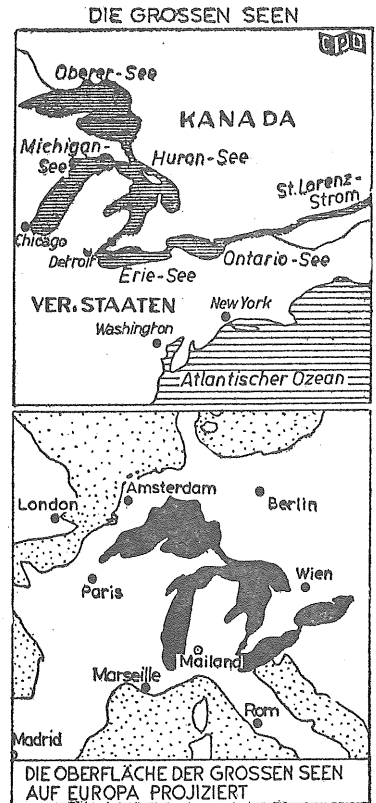 DIE GROSSEN SEEN
CPD
Oberer-See
KANADA
Michigan-
See
Huron-See
St.Lorenz-
Strom
Chicago
Detroit
Erie-See
Ontario-See
VER.STAATEN
New York
Washington
Atlantischer Ozean
London
Amsterdam
Berlin
Paris
Wien
Mailand
Marseille
Rom
Madrid
DIE OBERFLÄCHE DER GROSSEN SEEN
AUF EUROPA PROJIZIERT